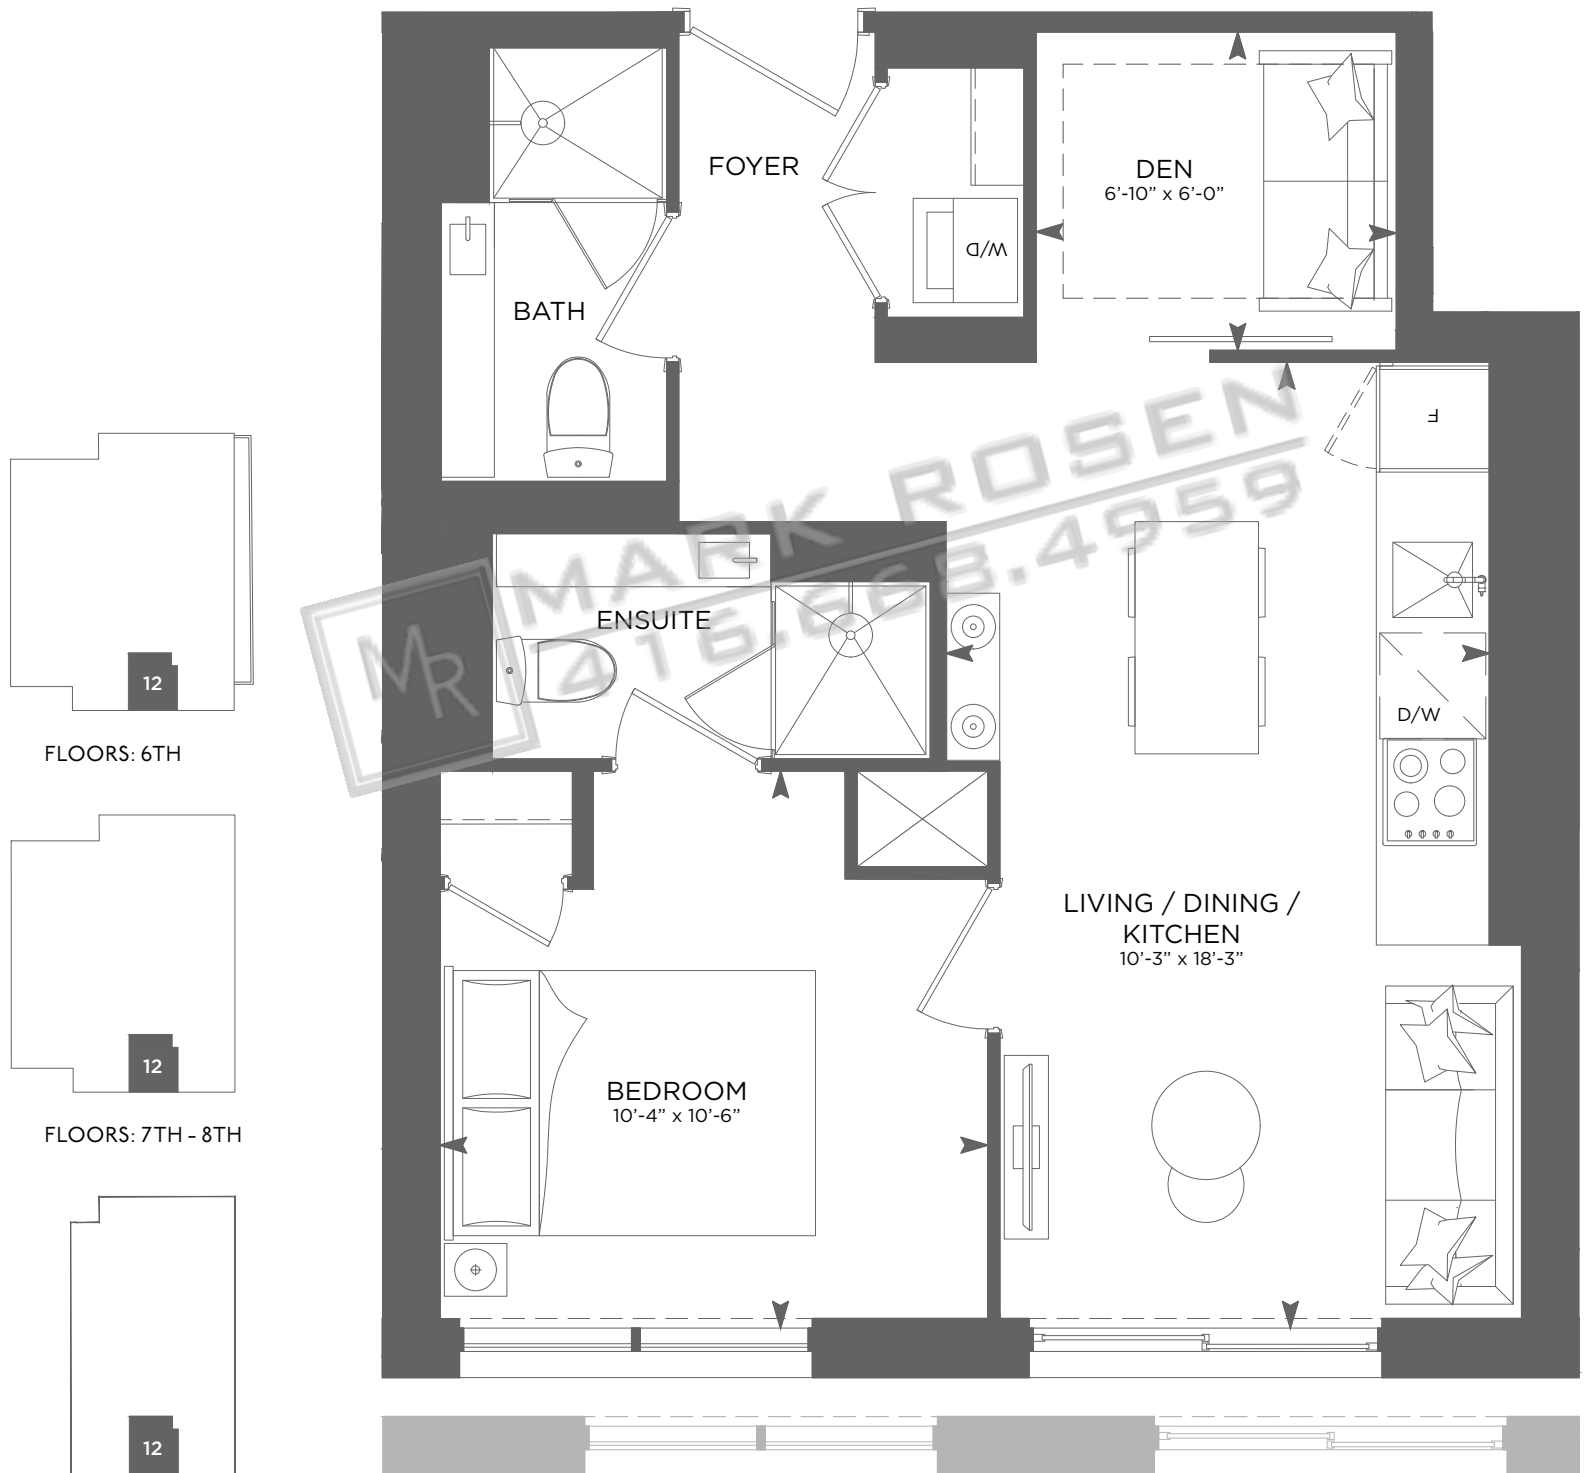 FOYER
DEN
6'-10" x 6'-0"
W/D
BATH
F
MARK ROSEN
416.668.4959
MR
ENSUITE
12
FLOORS: 6TH
D/W
LIVING / DINING /
KITCHEN
10'-3" x 18'-3"
12
FLOORS: 7TH - 8TH
BEDROOM
10'-4" x 10'-6"
12